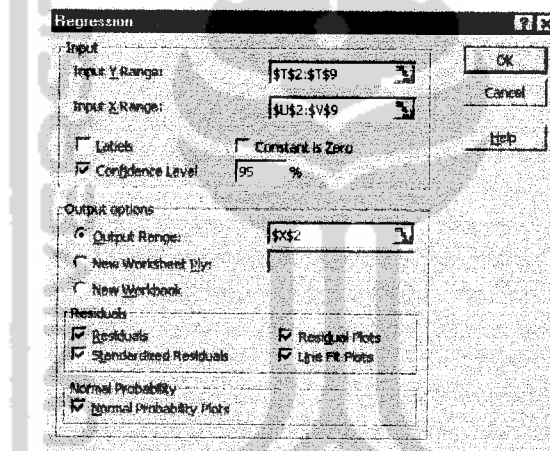 Regression
Input
Input Y Range: $T$2:$T$9
OK
Input X Range: $U$2:$V$9
Cancel
Labels Constant is Zero
Help
Confidence Level 95 %
Output options
Output Range: $X$2
New Worksheet Ply:
New Workbook
Residuals
Residuals Residual Plots
Standardized Residuals Line Fit Plots
Normal Probability
Normal Probability Plots